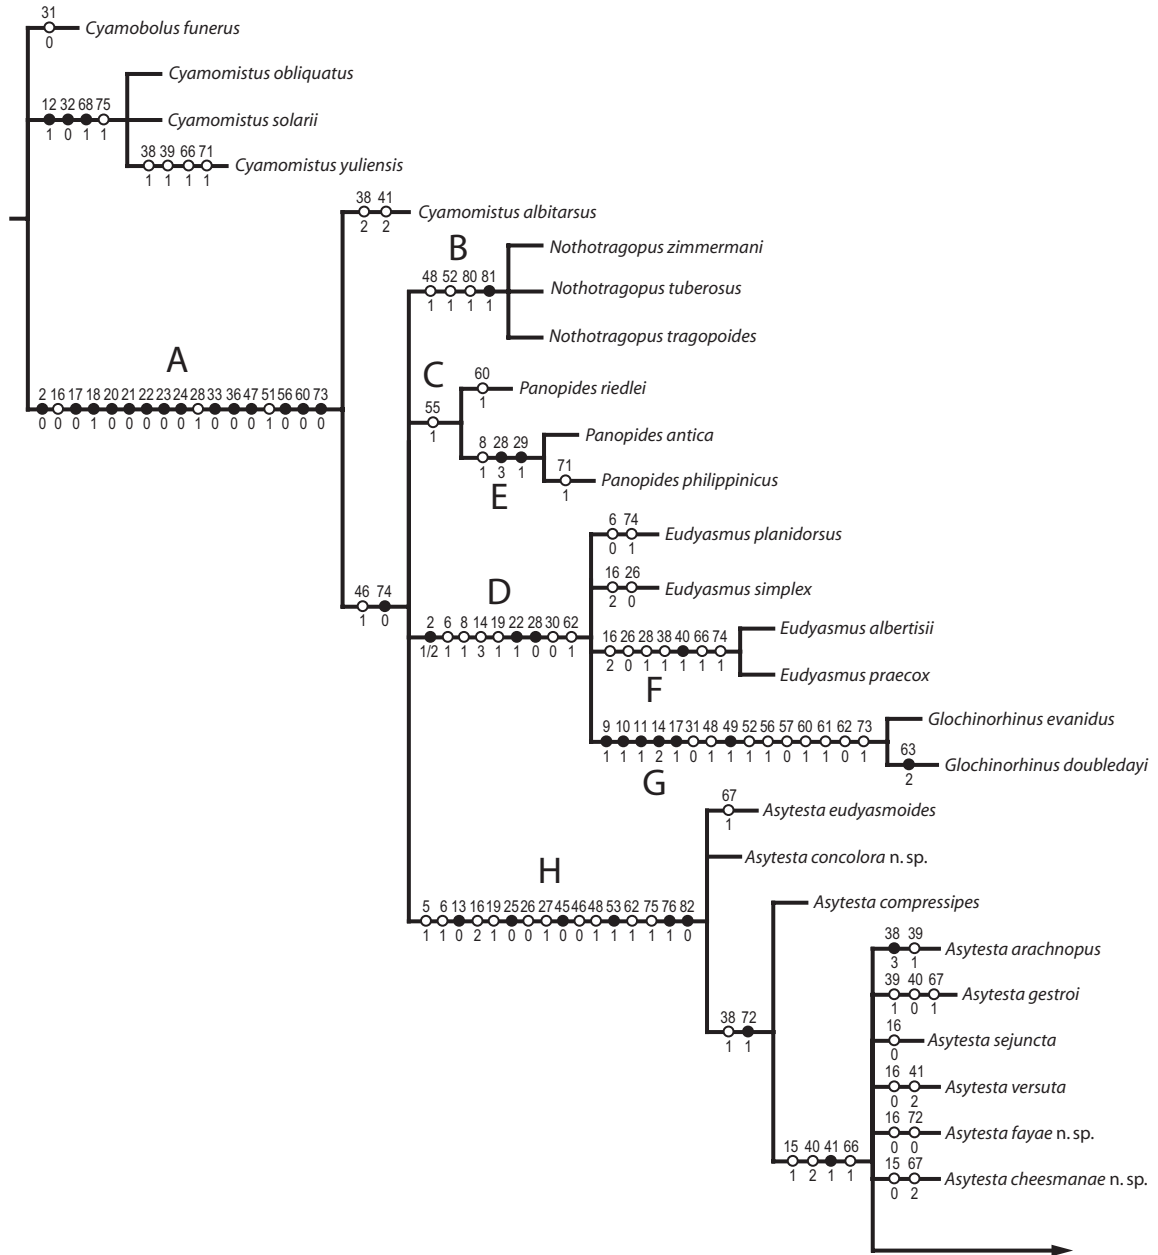 31
Cyamobolus funerus
0
Cyamomistus obliquatus
12 32 68 75
Cyamomistus solarii
1 0 1 1
38 39 66 71
Cyamomistus yuliensis
1 1 1 1
38 41
Cyamomistus albitarsus
2 2
B
Nothotragopus zimmermani
48 52 80 81
Nothotragopus tuberosus
1 1 1 1
Nothotragopus tragopoides
A
C
60
Panopides riedlei
1
2 16 17 18 20 21 22 23 24 28 33 36 47 51 56 60 73
0 0 0 1 0 0 0 0 0 1 0 0 0 1 0 0 0
55
1
Panopides antica
8 28 29
1 3 1
71
Panopides philippinicus
1
E
6 74
Eudyasmus planidorsus
0 1
16 26
Eudyasmus simplex
2 0
46 74
1 0
D
2 6 8 14 19 22 28 30 62
1/2 1 1 3 1 1 0 0 1
Eudyasmus albertisii
16 26 28 38 40 66 74
2 0 1 1 1 1 1
Eudyasmus praecox
F
Glochinorhinus evanidus
9 10 11 14 17 31 48 49 52 56 57 60 61 62 73
1 1 1 2 1 0 1 1 1 1 0 1 1 0 1
63
Glochinorhinus doubledayi
2
G
67
Asytesta eudyasmoides
1
Asytesta concolora n. sp.
H
5 6 13 16 19 25 26 27 45 46 48 53 62 75 76 82
1 1 0 2 1 0 0 1 0 0 1 1 1 1 1 0
Asytesta compressipes
38 39
Asytesta arachnopus
3 1
39 40 67
Asytesta gestroi
1 0 1
38 72
1 1
16
Asytesta sejuncta
0
16 41
Asytesta versuta
0 2
16 72
Asytesta fayae n. sp.
0 0
15 40 41 66
1 2 1 1
15 67
Asytesta cheesmanae n. sp.
0 2